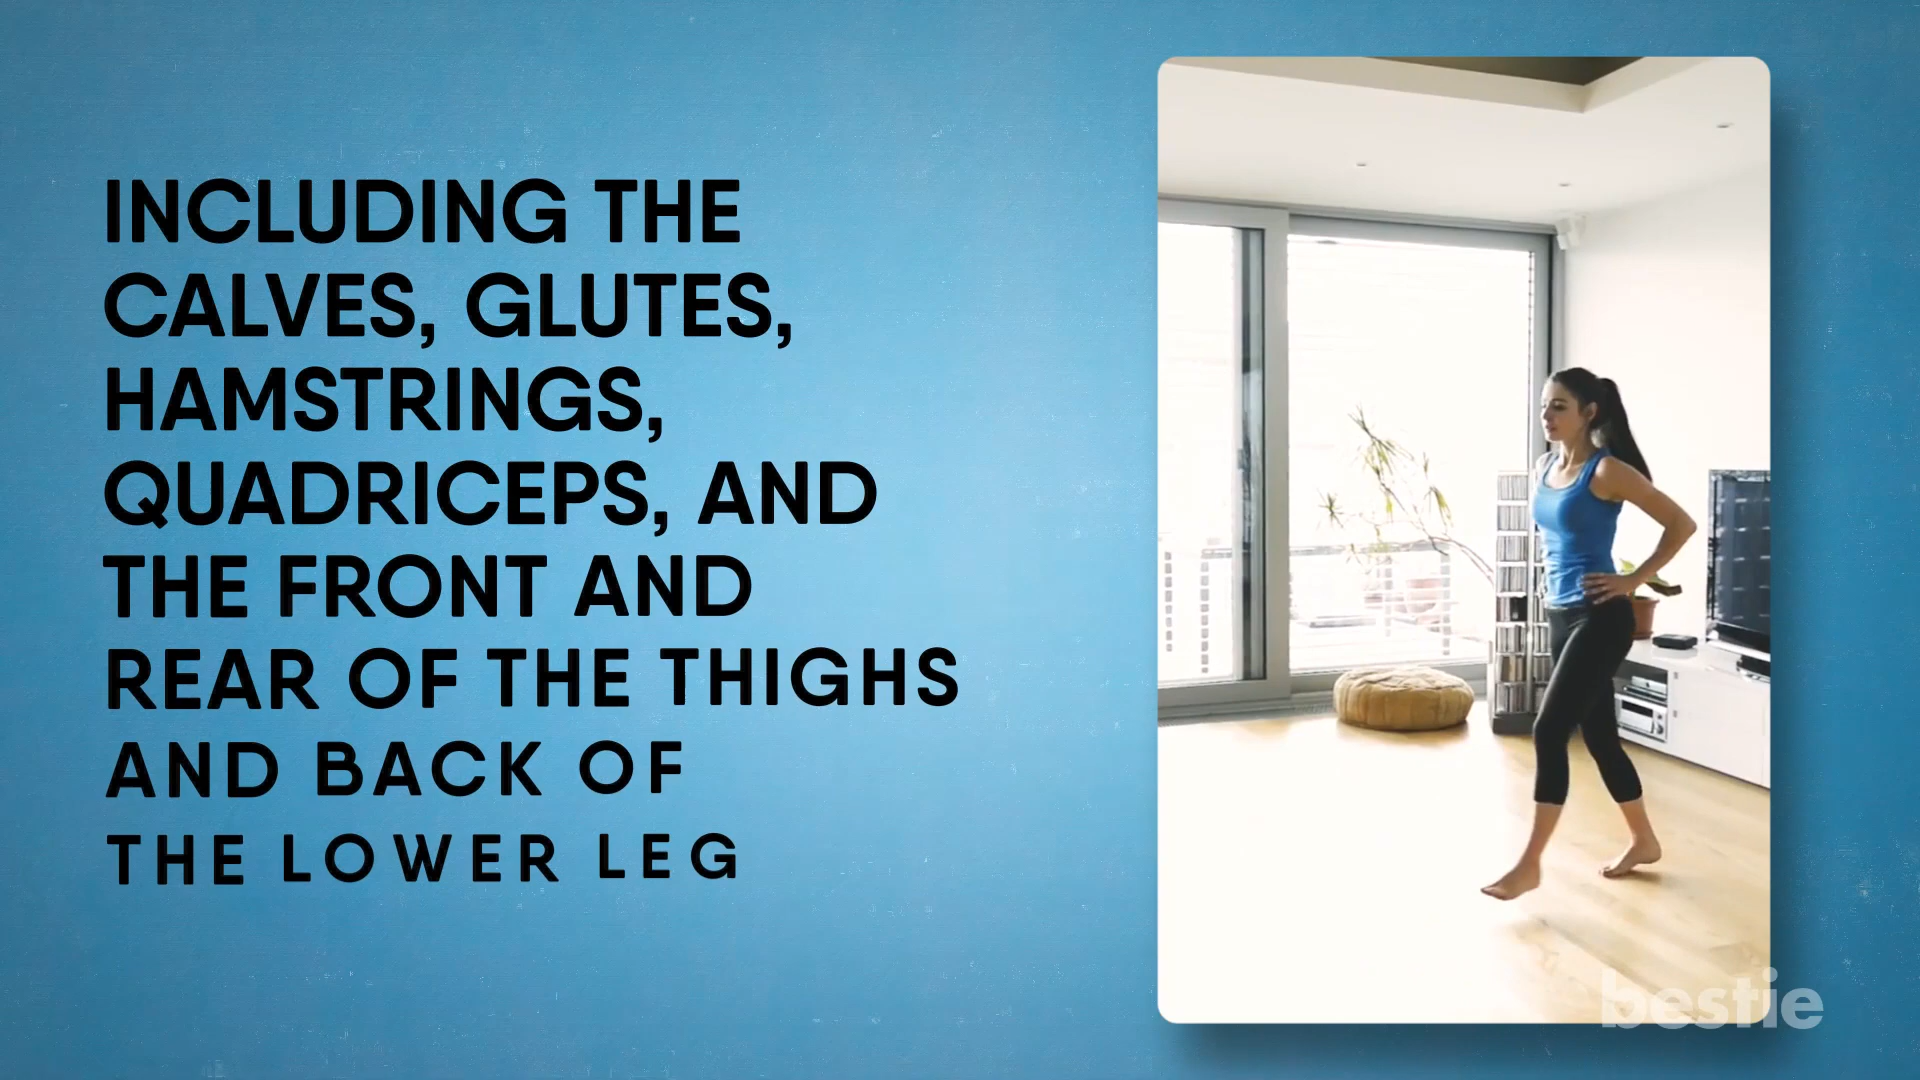 INCLUDING THE
CALVES, GLUTES,
HAMSTRINGS,
QUADRICEPS, AND
THE FRONT AND
REAR OF THE THIGHS
AND BACK OF
THE LOWER LEG
bestie